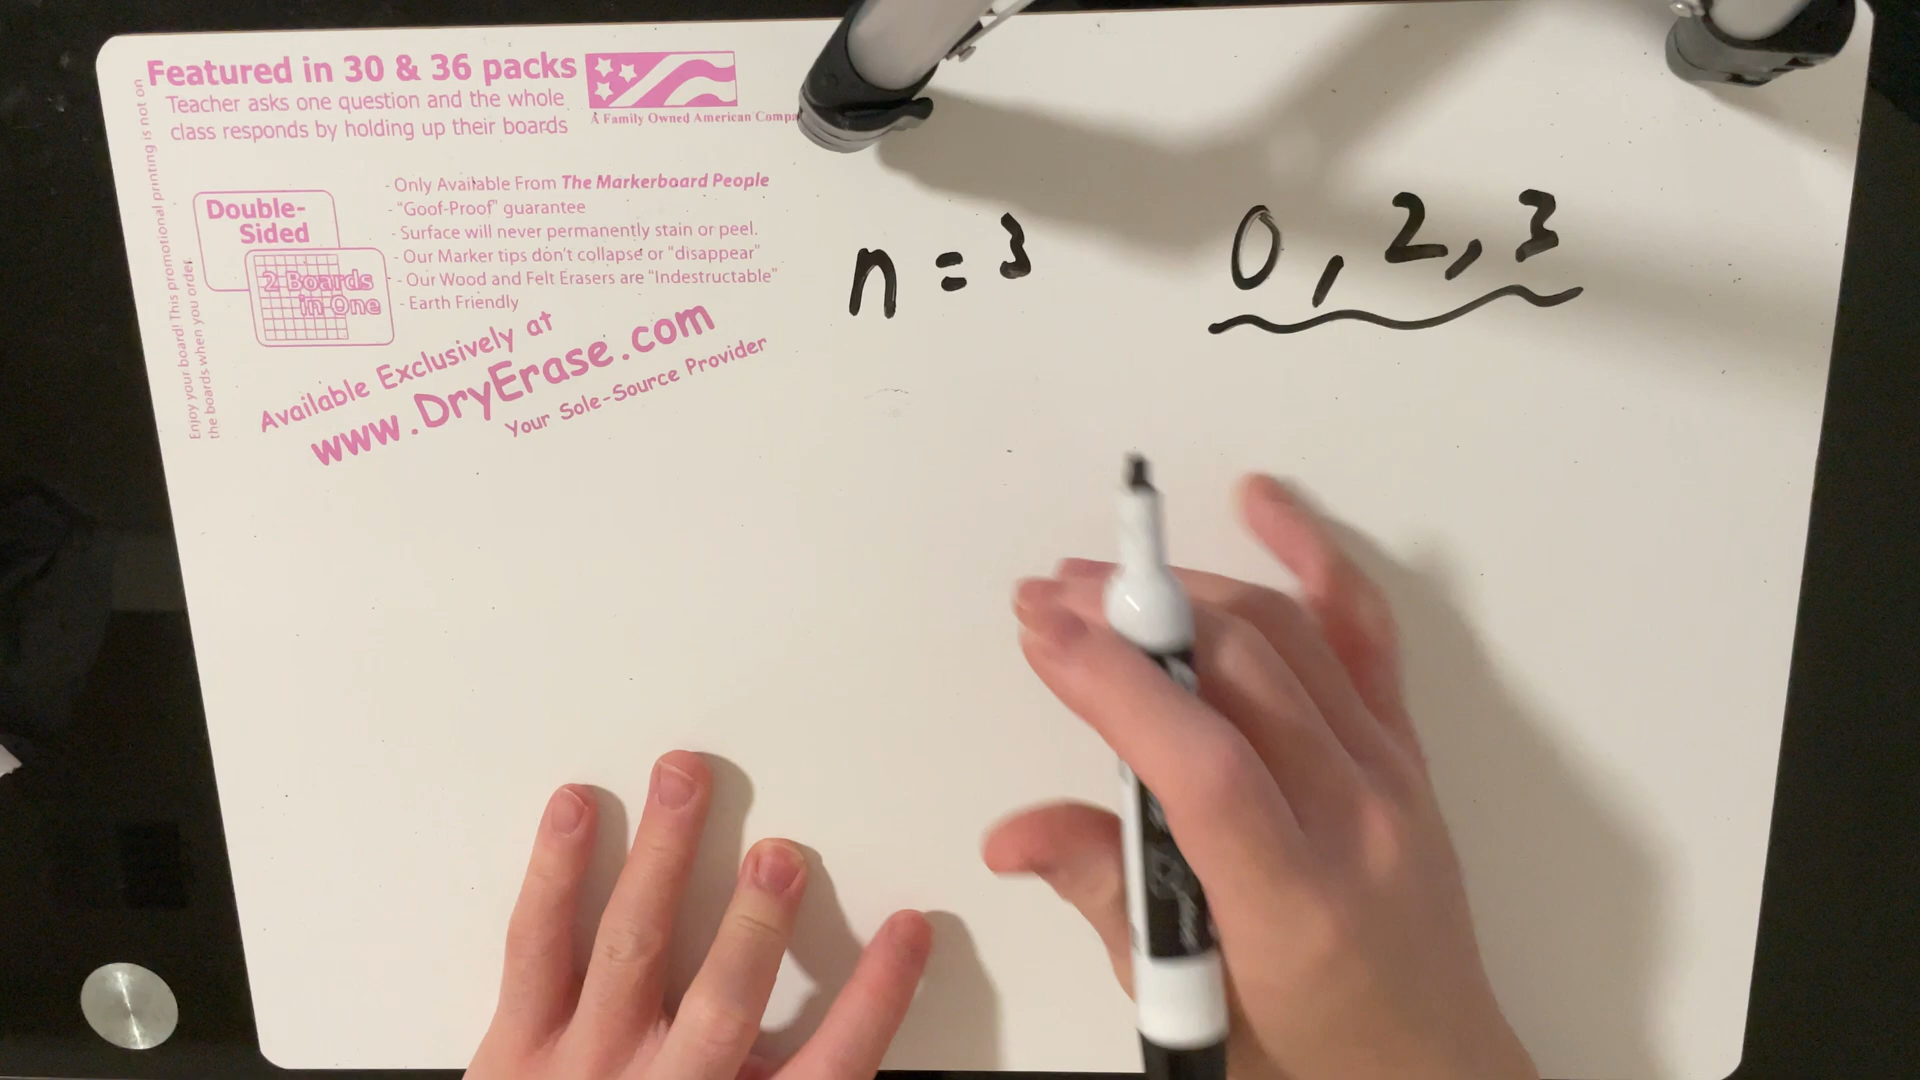 Featured in 30 & 36 packs
Teacher asks one question and the whole
class responds by holding up their boards
A Family Owned American Compa
Double-
Sided
2 Boards
in-One
- Only Available From The Markerboard People
- "Goof-Proof" guarantee
- Surface will never permanently stain or peel.
- Our Marker tips don't collapse or "disappear"
- Our Wood and Felt Erasers are "Indestructable"
- Earth Friendly
Available Exclusively at
www.DryErase.com
Your Sole-Source Provider
Enjoy your board! This promotional printing is not on
the boards when you order.
n = 3
0, 2, 3